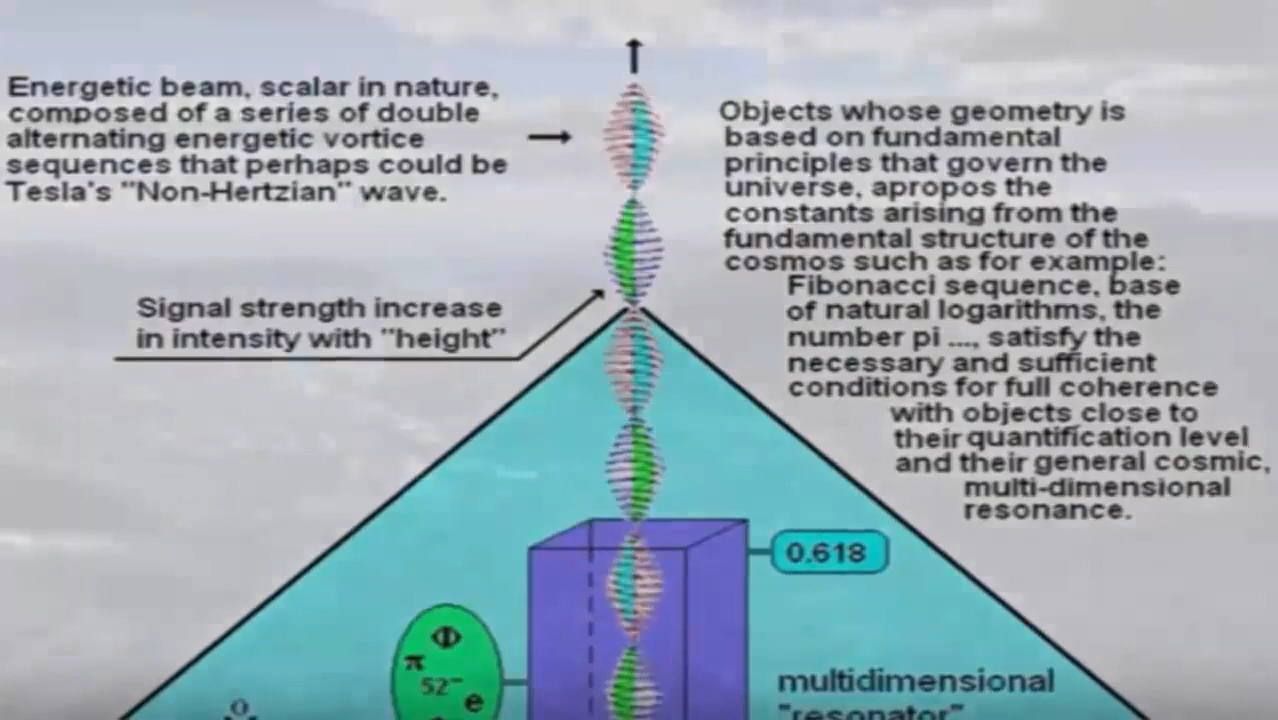 Energetic beam, scalar in nature,
composed of a series of double
alternating energetic vortice
sequences that perhaps could be
Tesla's "Non-Hertzian" wave.
Objects whose geometry is
based on fundamental
principles that govern the
universe, apropos the
constants arising from the
fundamental structure of the
cosmos such as for example:
Fibonacci sequence, base
of natural logarithms, the
number pi ..., satisfy the
necessary and sufficient
conditions for full coherence
with objects close to
their quantification level
and their general cosmic,
multi-dimensional
resonance.
Signal strength increase
in intensity with "height"
0.618
Φ
π
52
e
multidimensional
"resonator"